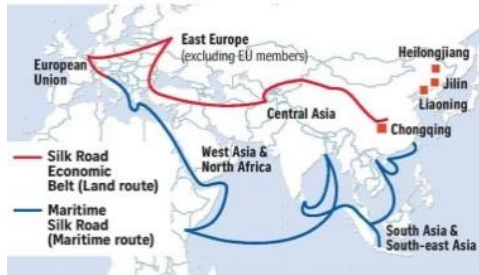 East Europe
(excluding EU members)
European
Union
Heilongjiang
Jilin
Liaoning
Central Asia
Chongqing
West Asia &
North Africa
Silk Road
Economic
Belt (Land route)
Maritime
Silk Road
(Maritime route)
South Asia &
South-east Asia